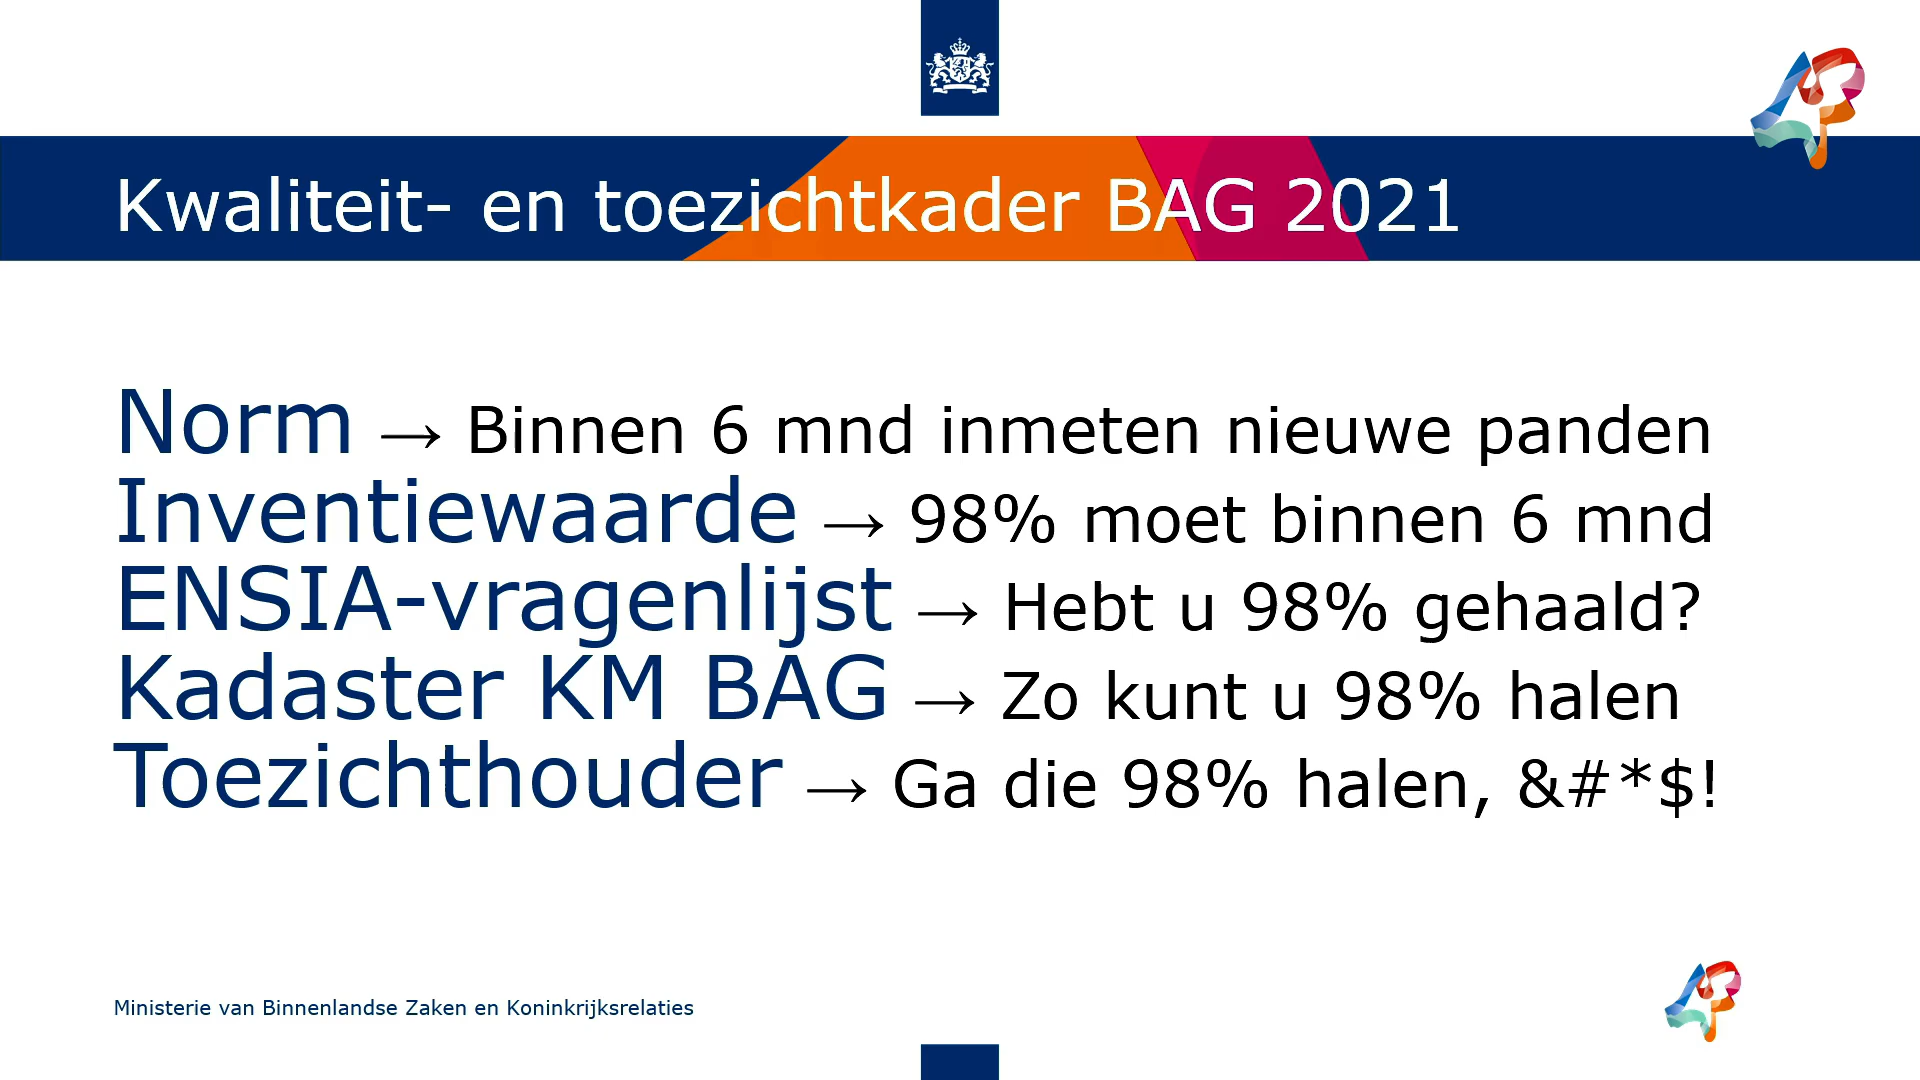 Kwaliteit- en toezichtkader BAG 2021
Norm → Binnen 6 mnd inmeten nieuwe panden
Inventiewaarde → 98% moet binnen 6 mnd
ENSIA-vragenlijst → Hebt u 98% gehaald?
Kadaster KM BAG → Zo kunt u 98% halen
Toezichthouder → Ga die 98% halen, &#*$!
Ministerie van Binnenlandse Zaken en Koninkrijksrelaties